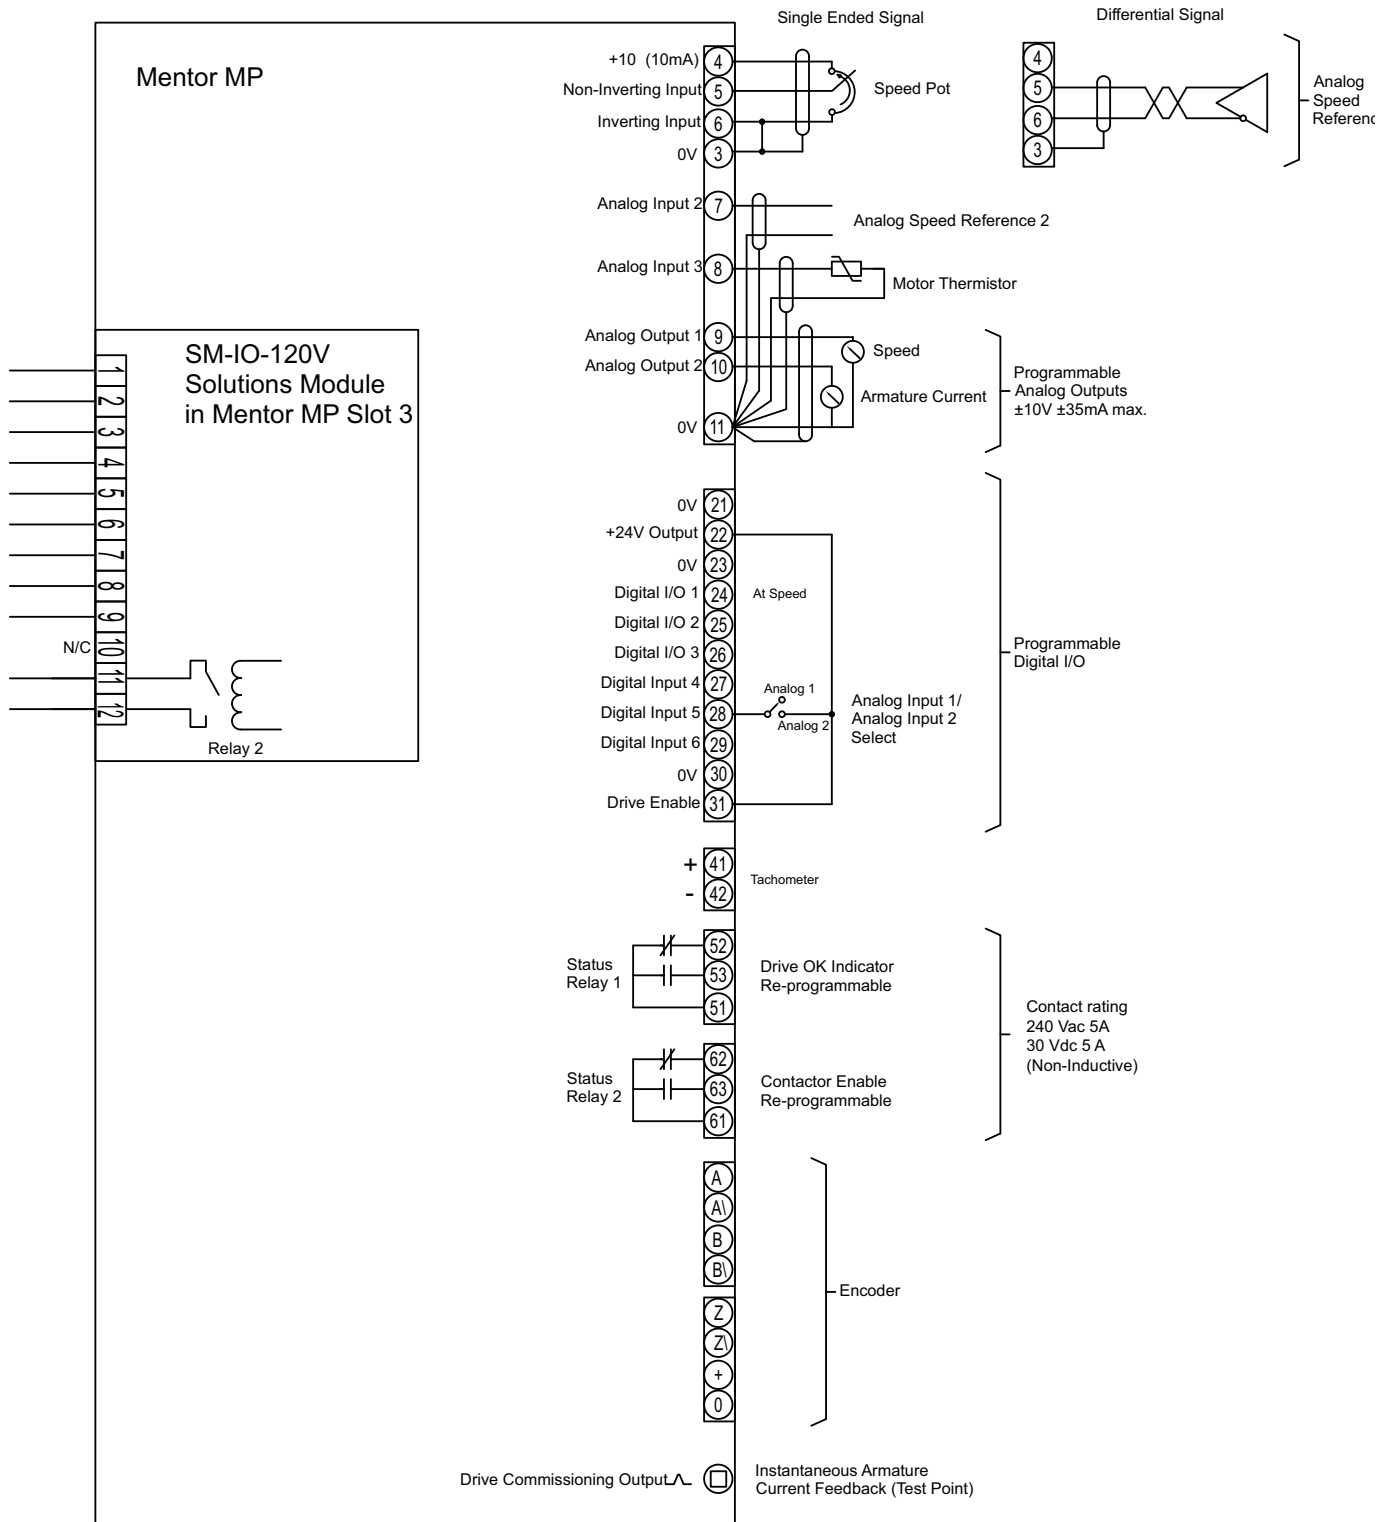 Single Ended Signal
Differential Signal
Mentor MP
+10 (10mA) 4
Non-Inverting Input 5
Inverting Input 6
0V 3
Speed Pot
4
5
6
3
Analog
Speed
Referenc
Analog Input 2 7
Analog Speed Reference 2
Analog Input 3 8
Motor Thermistor
Analog Output 1 9
Speed
Analog Output 2 10
Armature Current
0V 11
Programmable
Analog Outputs
±10V ±35mA max.
SM-IO-120V
Solutions Module
in Mentor MP Slot 3
1
2
3
4
5
6
7
8
9
N/C 10
11
12
Relay 2
0V 21
+24V Output 22
0V 23
Digital I/O 1 24 At Speed
Digital I/O 2 25
Digital I/O 3 26
Digital Input 4 27
Digital Input 5 28
Digital Input 6 29
0V 30
Drive Enable 31
Analog 1
Analog 2
Analog Input 1/
Analog Input 2
Select
Programmable
Digital I/O
+ 41
- 42
Tachometer
Status
Relay 1
52
53
51
Drive OK Indicator
Re-programmable
Status
Relay 2
62
63
61
Contactor Enable
Re-programmable
Contact rating
240 Vac 5A
30 Vdc 5 A
(Non-Inductive)
A
A\
B
B\
Z
Z\
+
0
Encoder
Drive Commissioning Output
Instantaneous Armature
Current Feedback (Test Point)